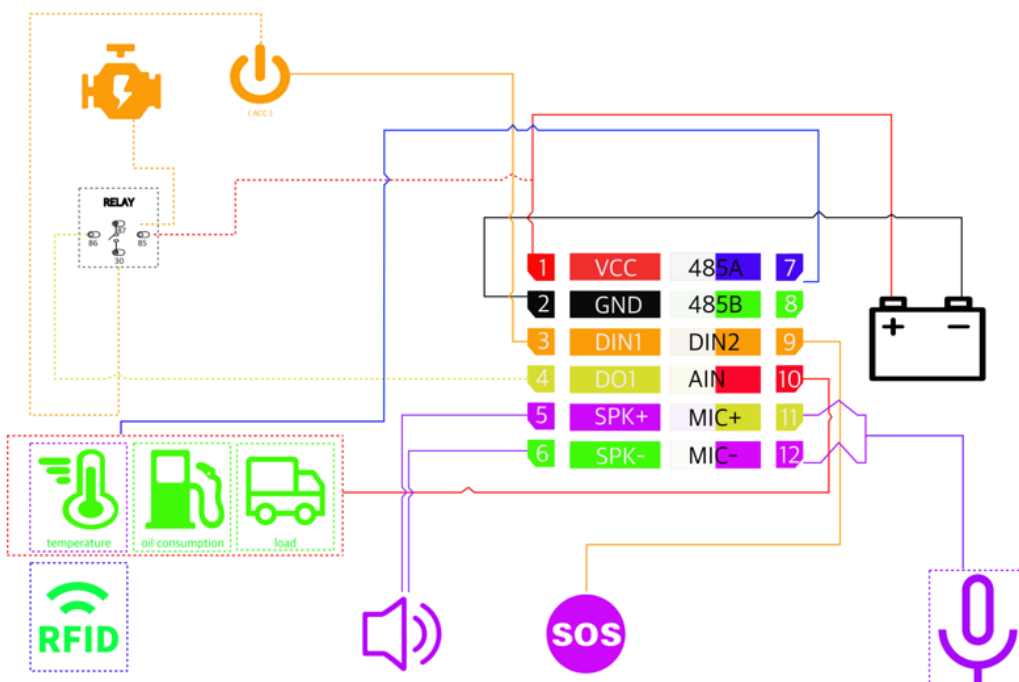 ( ACC )
RELAY
87
86
85
30
1 VCC 485A 7
2 GND 485B 8
3 DIN1 DIN2 9
4 DO1 AIN 10
5 SPK+ MIC+ 11
6 SPK- MIC- 12
+ −
temperature oil consumption load
RFID
SOS